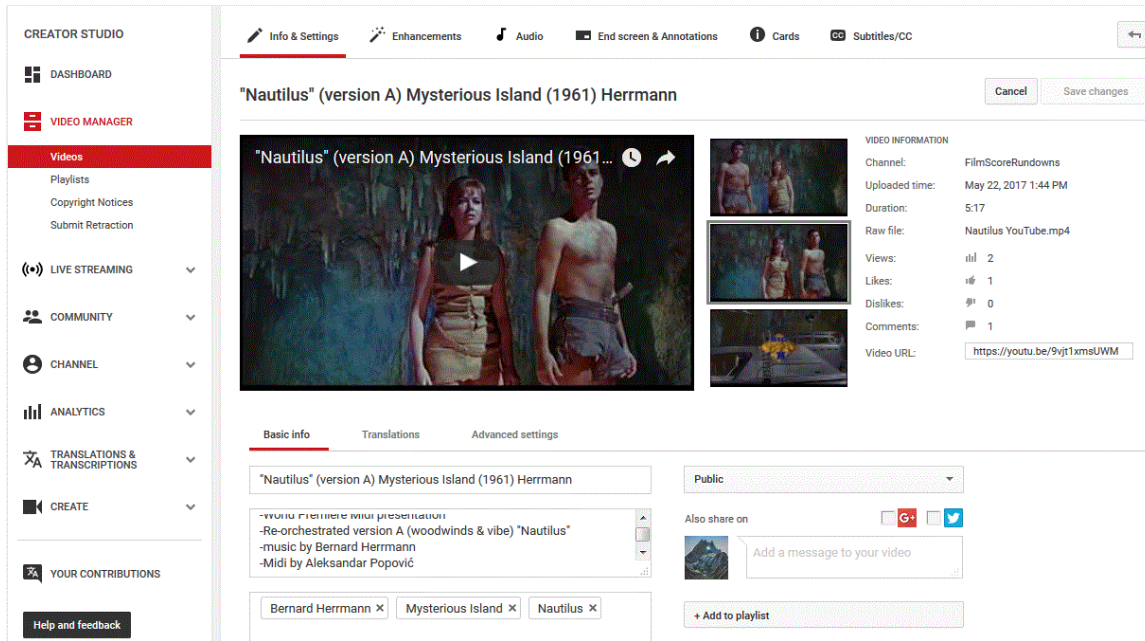 CREATOR STUDIO
DASHBOARD
VIDEO MANAGER
Videos
Playlists
Copyright Notices
Submit Retraction
LIVE STREAMING
COMMUNITY
CHANNEL
ANALYTICS
TRANSLATIONS &
TRANSCRIPTIONS
CREATE
YOUR CONTRIBUTIONS
Help and feedback
Info & Settings
Enhancements
Audio
End screen & Annotations
Cards
CC Subtitles/CC
"Nautilus" (version A) Mysterious Island (1961) Herrmann
Cancel
Save changes
"Nautilus" (version A) Mysterious Island (1961...
VIDEO INFORMATION
Channel: FilmScoreRundowns
Uploaded time: May 22, 2017 1:44 PM
Duration: 5:17
Raw file: Nautilus YouTube.mp4
Views: 2
Likes: 1
Dislikes: 0
Comments: 1
Video URL: https://youtu.be/9vjt1xmsUWM
Basic info
Translations
Advanced settings
"Nautilus" (version A) Mysterious Island (1961) Herrmann
-World Premiere Midi presentation
-Re-orchestrated version A (woodwinds & vibe) "Nautilus"
-music by Bernard Herrmann
-Midi by Aleksandar Popović
Bernard Herrmann ×
Mysterious Island ×
Nautilus ×
Public
Also share on
G+
Add a message to your video
+ Add to playlist